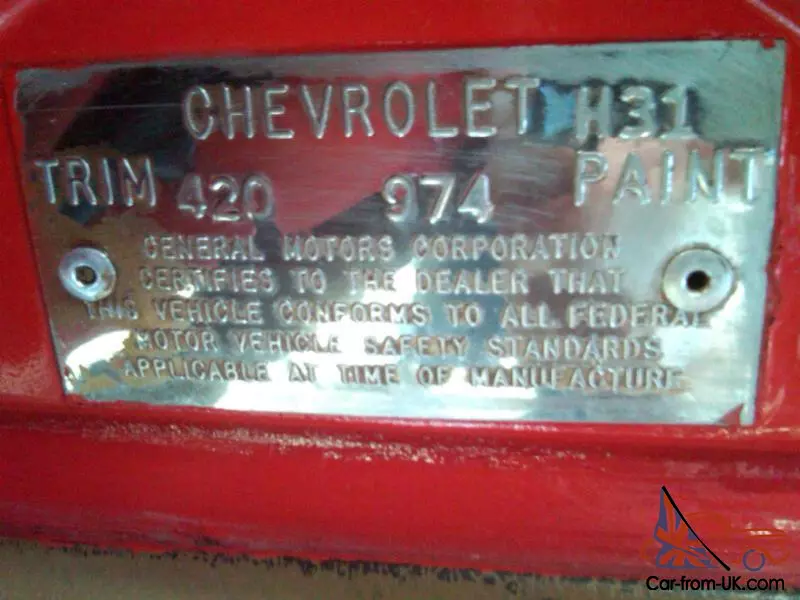 CHEVROLET H31
TRIM 420 974 PAINT
GENERAL MOTORS CORPORATION
CERTIFIES TO THE DEALER THAT
THIS VEHICLE CONFORMS TO ALL FEDERAL
MOTOR VEHICLE SAFETY STANDARDS
APPLICABLE AT TIME OF MANUFACTURE
Car-from-UK.com